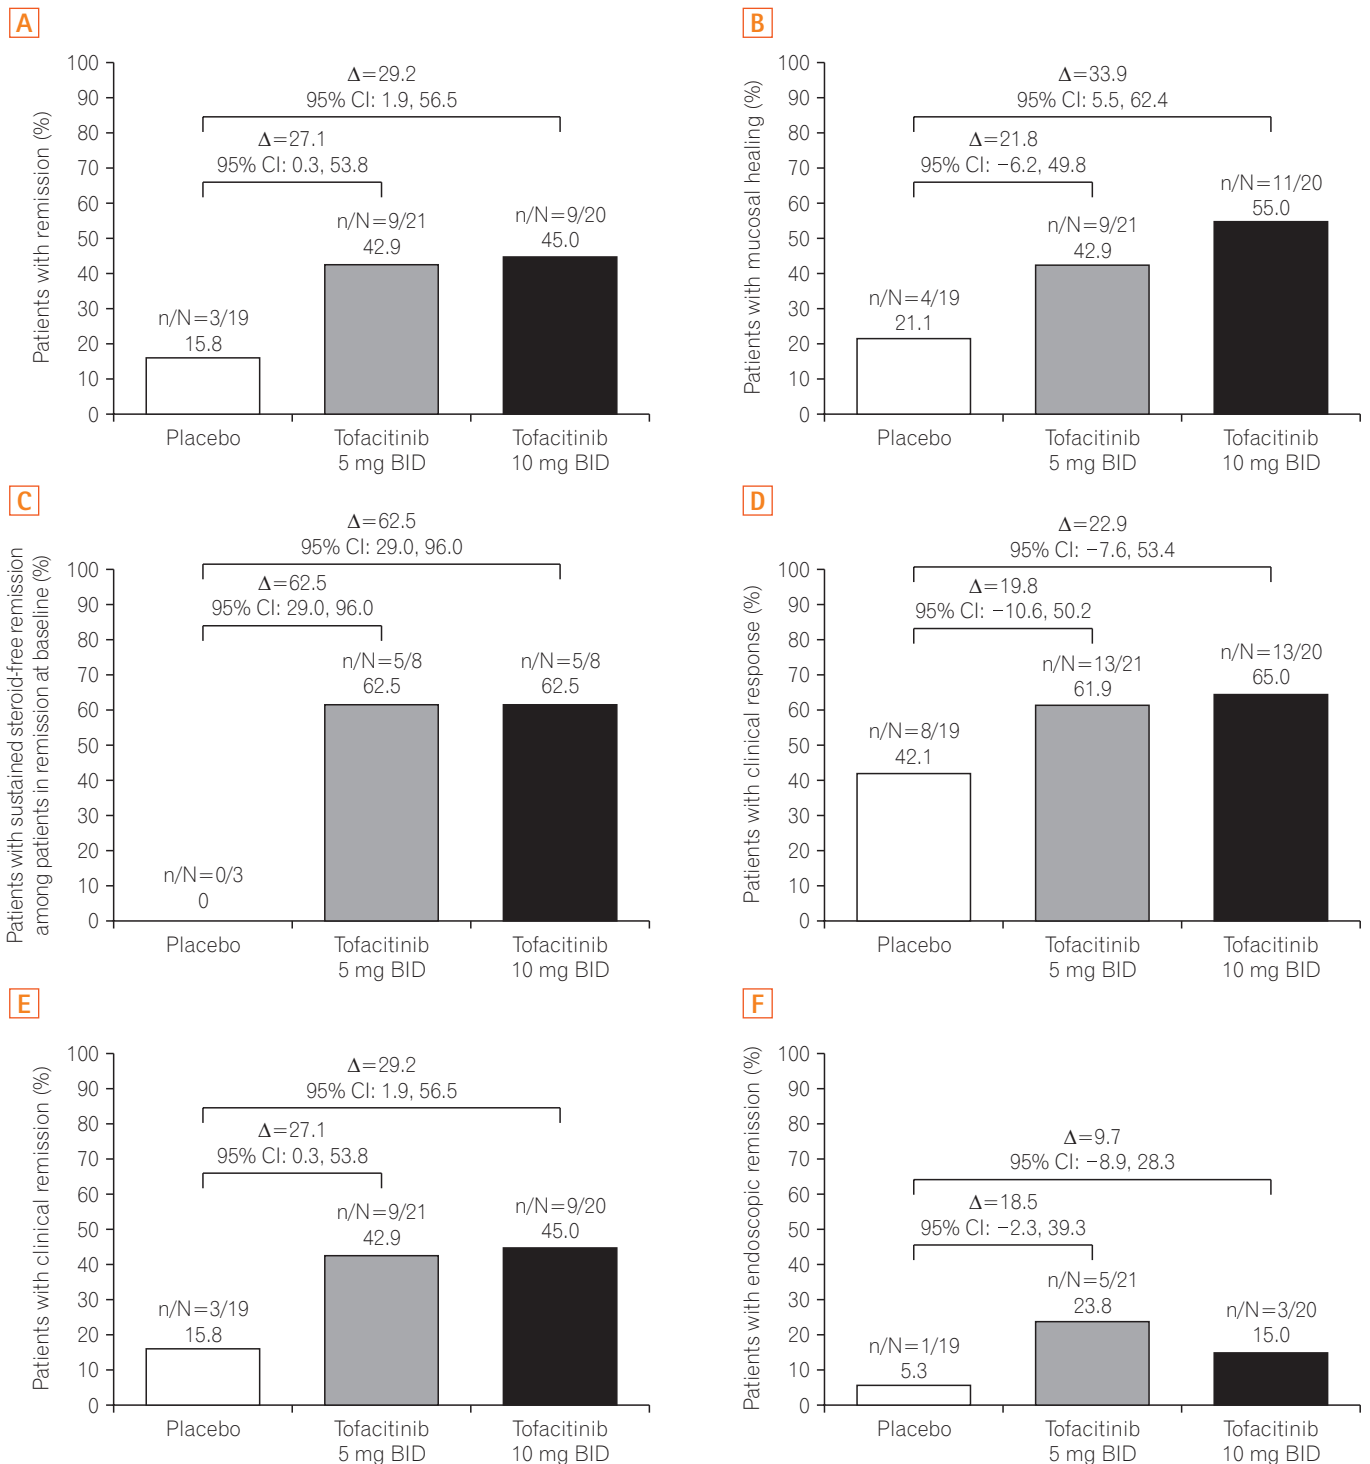 A
Patients with remission (%)
100
90
80
70
60
50
40
30
20
10
0
Δ=29.2
95% CI: 1.9, 56.5
Δ=27.1
95% CI: 0.3, 53.8
n/N=3/19
15.8
n/N=9/21
42.9
n/N=9/20
45.0
Placebo
Tofacitinib
5 mg BID
Tofacitinib
10 mg BID
B
Patients with mucosal healing (%)
100
90
80
70
60
50
40
30
20
10
0
Δ=33.9
95% CI: 5.5, 62.4
Δ=21.8
95% CI: −6.2, 49.8
n/N=4/19
21.1
n/N=9/21
42.9
n/N=11/20
55.0
Placebo
Tofacitinib
5 mg BID
Tofacitinib
10 mg BID
C
Patients with sustained steroid-free remission
among patients in remission at baseline (%)
100
90
80
70
60
50
40
30
20
10
0
Δ=62.5
95% CI: 29.0, 96.0
Δ=62.5
95% CI: 29.0, 96.0
n/N=0/3
0
n/N=5/8
62.5
n/N=5/8
62.5
Placebo
Tofacitinib
5 mg BID
Tofacitinib
10 mg BID
D
Patients with clinical response (%)
100
90
80
70
60
50
40
30
20
10
0
Δ=22.9
95% CI: −7.6, 53.4
Δ=19.8
95% CI: −10.6, 50.2
n/N=8/19
42.1
n/N=13/21
61.9
n/N=13/20
65.0
Placebo
Tofacitinib
5 mg BID
Tofacitinib
10 mg BID
E
Patients with clinical remission (%)
100
90
80
70
60
50
40
30
20
10
0
Δ=29.2
95% CI: 1.9, 56.5
Δ=27.1
95% CI: 0.3, 53.8
n/N=3/19
15.8
n/N=9/21
42.9
n/N=9/20
45.0
Placebo
Tofacitinib
5 mg BID
Tofacitinib
10 mg BID
F
Patients with endoscopic remission (%)
100
90
80
70
60
50
40
30
20
10
0
Δ=9.7
95% CI: −8.9, 28.3
Δ=18.5
95% CI: −2.3, 39.3
n/N=1/19
5.3
n/N=5/21
23.8
n/N=3/20
15.0
Placebo
Tofacitinib
5 mg BID
Tofacitinib
10 mg BID